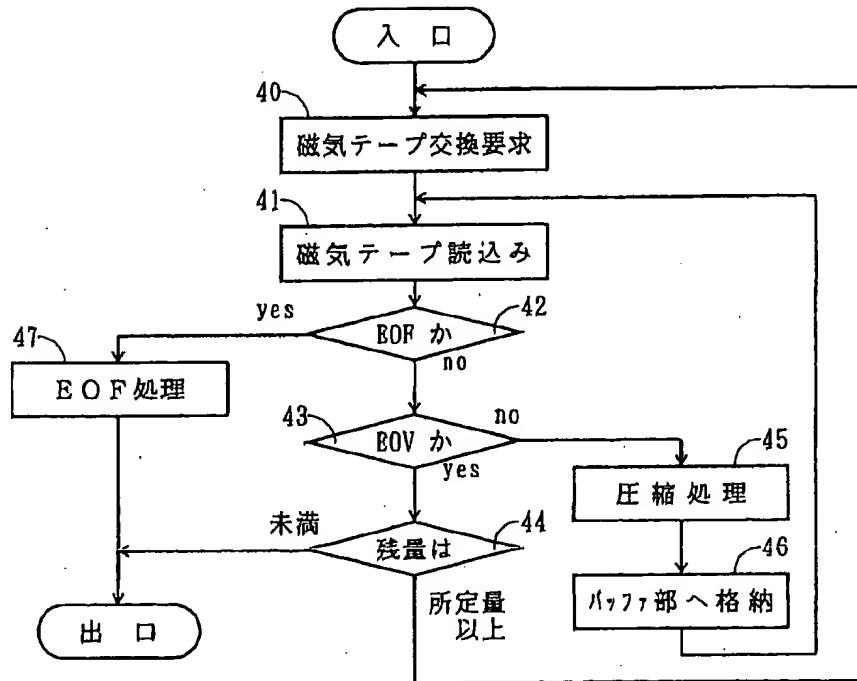 入口
40
磁気テープ交換要求
41
磁気テープ読込み
yes
EOFか
42
no
47
EOF処理
43
EOVか
no
yes
45
圧縮処理
未満
残量は
44
46
バッファ部へ格納
所定量
以上
出口